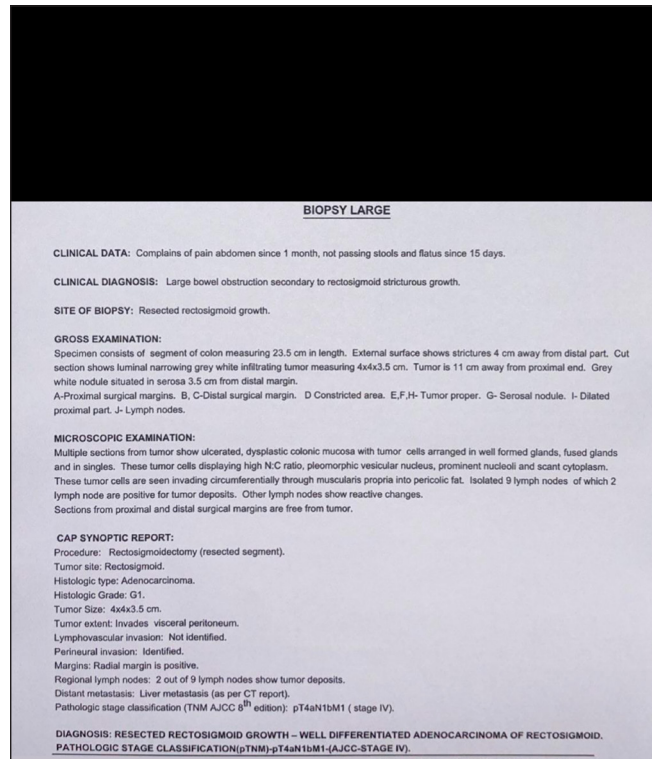 BIOPSY LARGE
CLINICAL DATA: Complains of pain abdomen since 1 month, not passing stools and flatus since 15 days.
CLINICAL DIAGNOSIS: Large bowel obstruction secondary to rectosigmoid stricturous growth.
SITE OF BIOPSY: Resected rectosigmoid growth.
GROSS EXAMINATION:
Specimen consists of segment of colon measuring 23.5 cm in length. External surface shows strictures 4 cm away from distal part. Cut
section shows luminal narrowing grey white infiltrating tumor measuring 4x4x3.5 cm. Tumor is 11 cm away from proximal end. Grey
white nodule situated in serosa 3.5 cm from distal margin.
A-Proximal surgical margins. B, C-Distal surgical margin. D Constricted area. E,F,H- Tumor proper. G- Serosal nodule. I- Dilated
proximal part. J- Lymph nodes.
MICROSCOPIC EXAMINATION:
Multiple sections from tumor show ulcerated, dysplastic colonic mucosa with tumor cells arranged in well formed glands, fused glands
and in singles. These tumor cells displaying high N:C ratio, pleomorphic vesicular nucleus, prominent nucleoli and scant cytoplasm.
These tumor cells are seen invading circumferentially through muscularis propria into pericolic fat. Isolated 9 lymph nodes of which 2
lymph node are positive for tumor deposits. Other lymph nodes show reactive changes.
Sections from proximal and distal surgical margins are free from tumor.
CAP SYNOPTIC REPORT:
Procedure: Rectosigmoidectomy (resected segment).
Tumor site: Rectosigmoid.
Histologic type: Adenocarcinoma.
Histologic Grade: G1.
Tumor Size: 4x4x3.5 cm.
Tumor extent: Invades visceral peritoneum.
Lymphovascular invasion: Not identified.
Perineural invasion: Identified.
Margins: Radial margin is positive.
Regional lymph nodes: 2 out of 9 lymph nodes show tumor deposits.
Distant metastasis: Liver metastasis (as per CT report).
Pathologic stage classification (TNM AJCC 8th edition): pT4aN1bM1 ( stage IV).
DIAGNOSIS: RESECTED RECTOSIGMOID GROWTH – WELL DIFFERENTIATED ADENOCARCINOMA OF RECTOSIGMOID.
PATHOLOGIC STAGE CLASSIFICATION(pTNM)-pT4aN1bM1-(AJCC-STAGE IV).